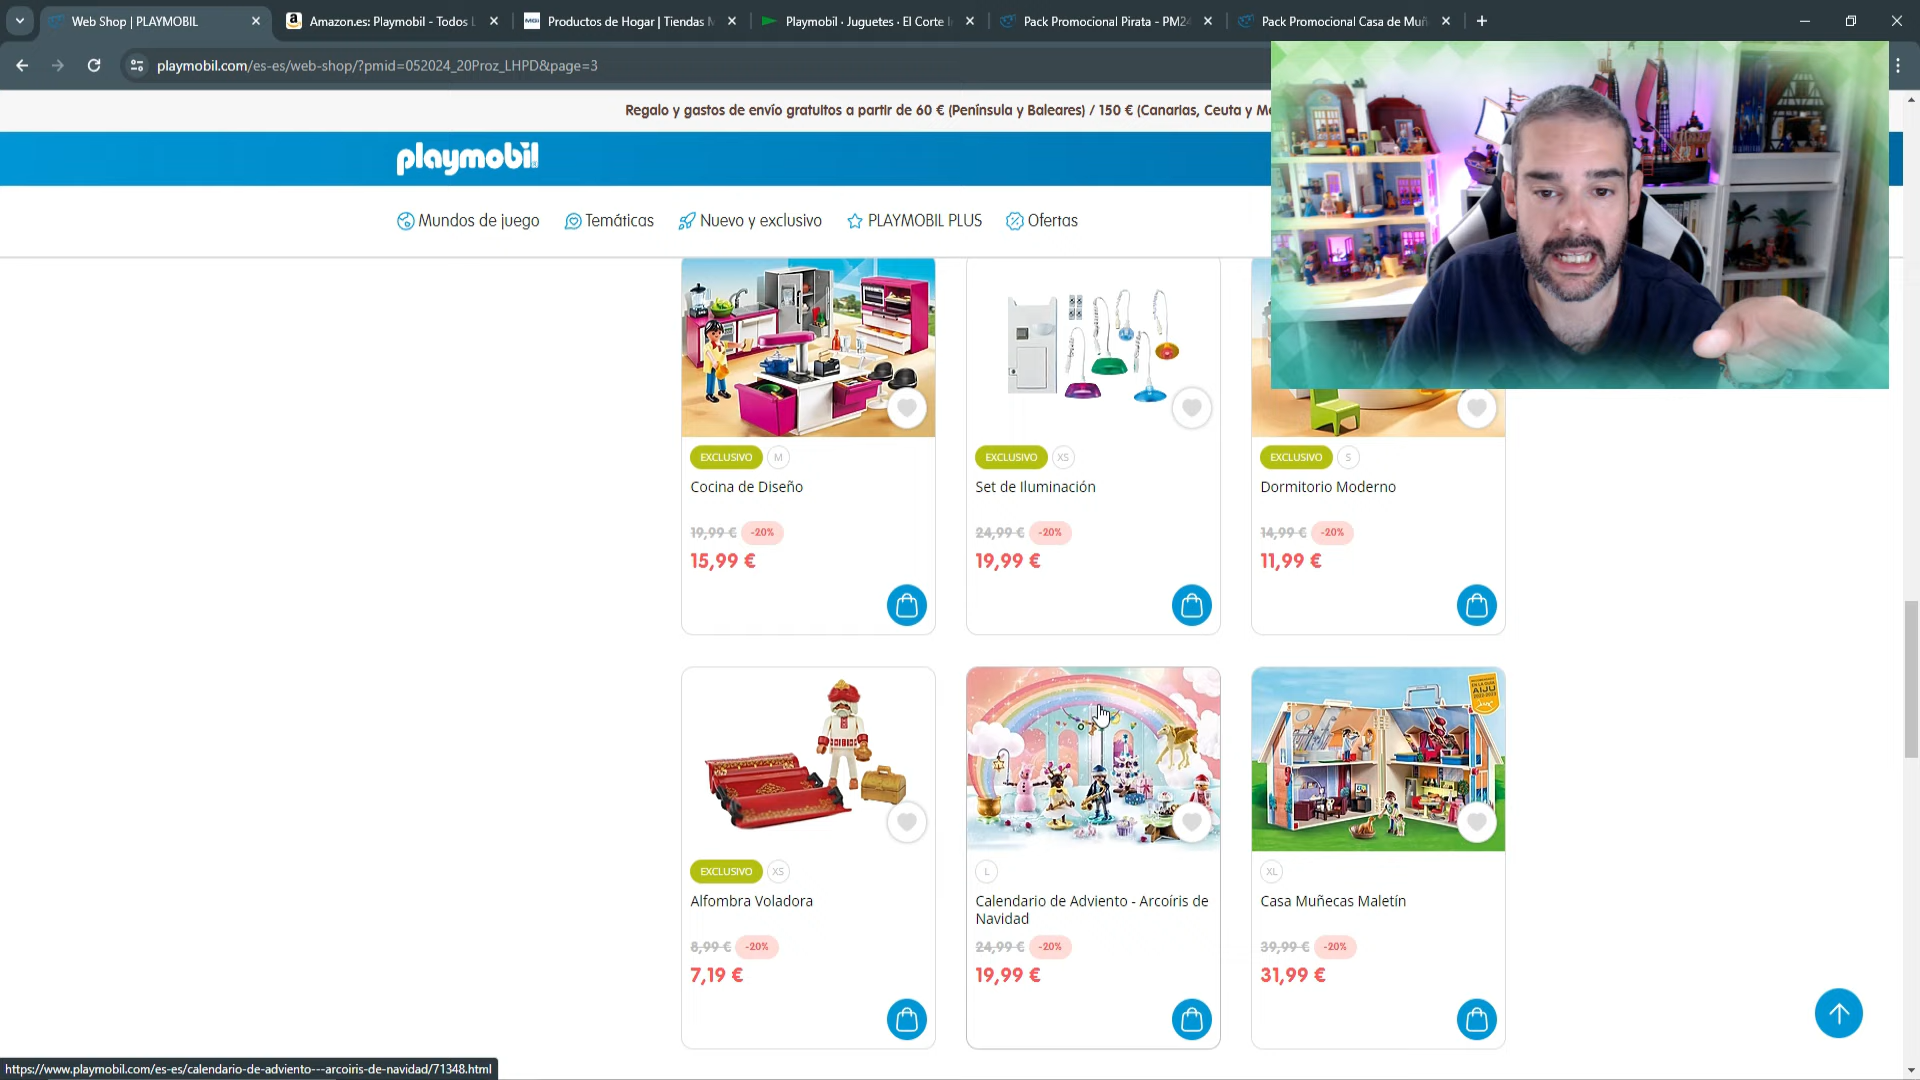 Web Shop | PLAYMOBIL
Amazon.es: Playmobil - Todos L
MGI
Productos de Hogar | Tiendas M
Playmobil · Juguetes · El Corte I
Pack Promocional Pirata - PM24
Pack Promocional Casa de Muñ
playmobil.com/es-es/web-shop/?pmid=052024_20Proz_LHPD&page=3
Regalo y gastos de envío gratuitos a partir de 60 € (Península y Baleares) / 150 € (Canarias, Ceuta y Me
playmobil
Mundos de juego
Temáticas
Nuevo y exclusivo
PLAYMOBIL PLUS
Ofertas
EXCLUSIVO M
Cocina de Diseño
19,99 € -20%
15,99 €
EXCLUSIVO XS
Set de Iluminación
24,99 € -20%
19,99 €
EXCLUSIVO S
Dormitorio Moderno
14,99 € -20%
11,99 €
EXCLUSIVO XS
Alfombra Voladora
8,99 € -20%
7,19 €
L
Calendario de Adviento - Arcoíris de
Navidad
24,99 € -20%
19,99 €
AIJU
XL
Casa Muñecas Maletín
39,99 € -20%
31,99 €
https://www.playmobil.com/es-es/calendario-de-adviento---arcoiris-de-navidad/71348.html